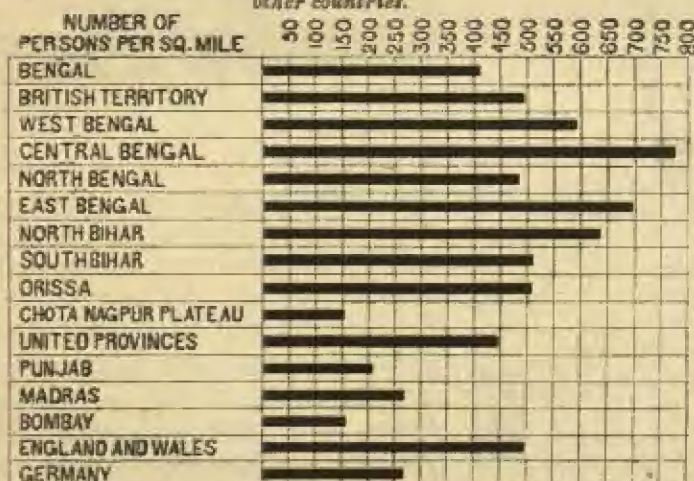 other countries.
NUMBER OF
PERSONS PER SQ. MILE
50 100 150 200 250 300 350 400 450 500 550 600 650 700 750 800
BENGAL
BRITISH TERRITORY
WEST BENGAL
CENTRAL BENGAL
NORTH BENGAL
EAST BENGAL
NORTH BIHAR
SOUTH BIHAR
ORISSA
CHOTA NAGPUR PLATEAU
UNITED PROVINCES
PUNJAB
MADRAS
BOMBAY
ENGLAND AND WALES
GERMANY